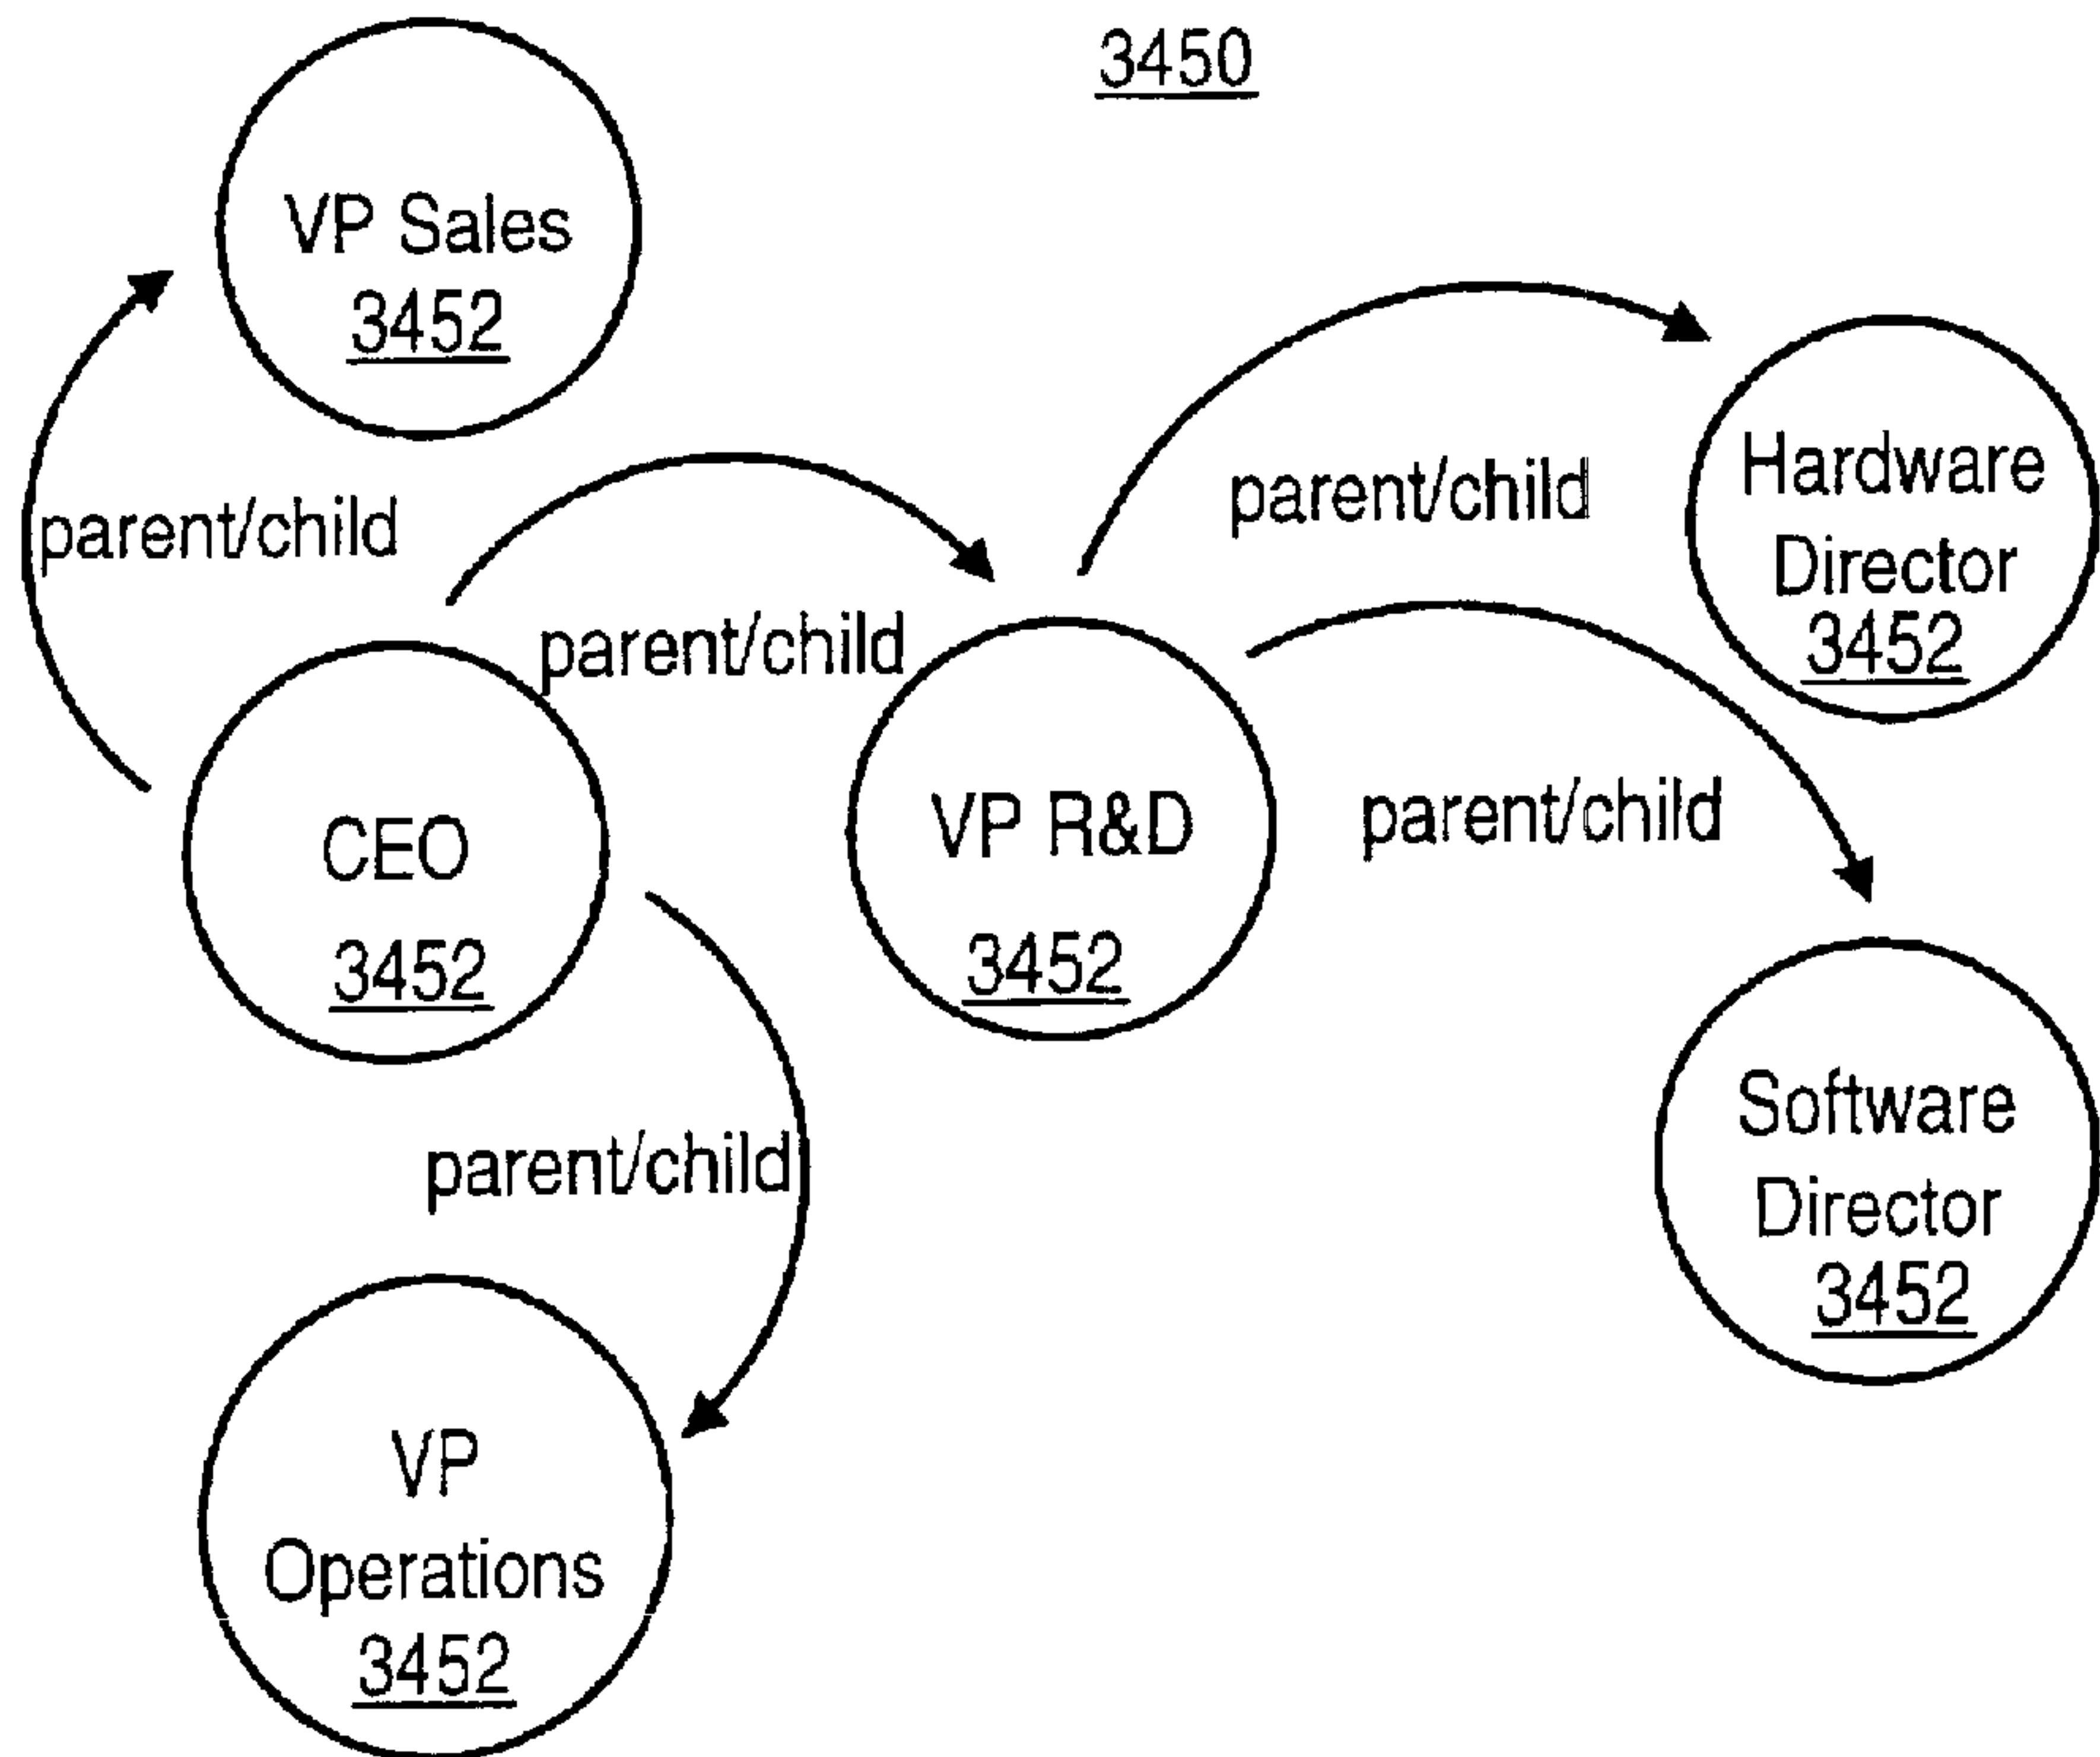 3450
VP Sales
3452
parent/child
parent/child
parent/child
Hardware
Director
3452
CEO
3452
VP R&D
3452
parent/child
parent/child
Software
Director
3452
VP
Operations
3452